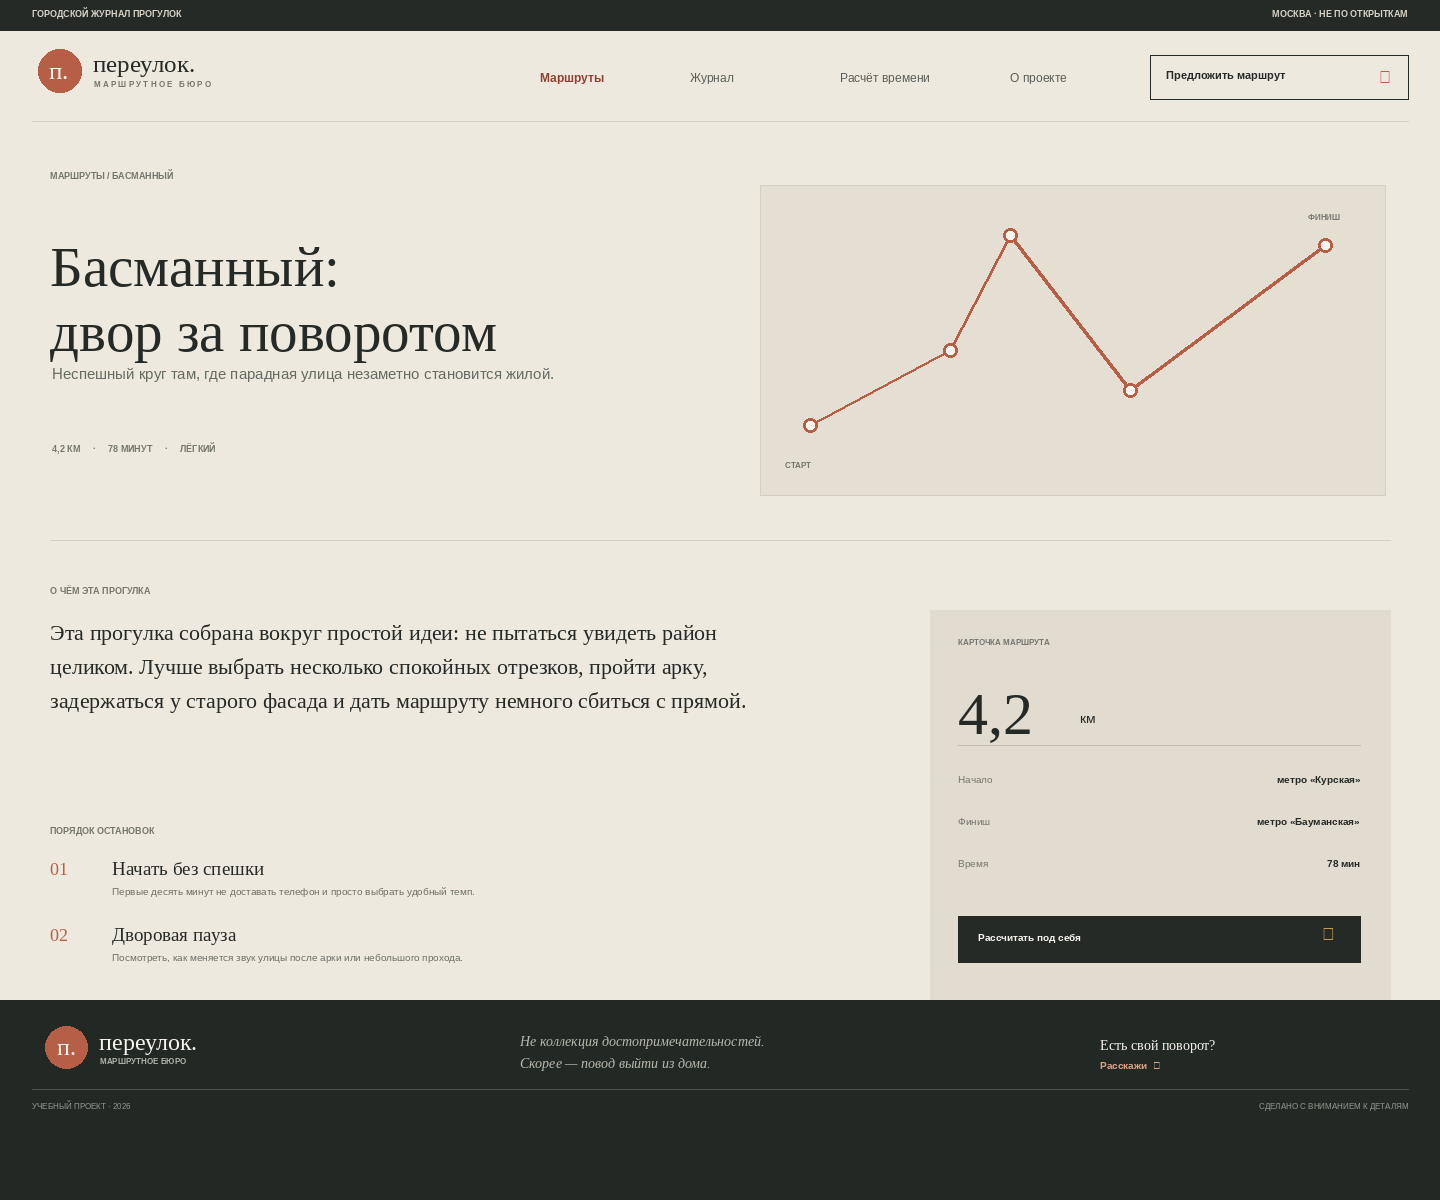 ГОРОДСКОЙ ЖУРНАЛ ПРОГУЛОК
МОСКВА · НЕ ПО ОТКРЫТКАМ
п.
переулок.
МАРШРУТНОЕ БЮРО
Маршруты
Журнал
Расчёт времени
О проекте
Предложить маршрут
МАРШРУТЫ / БАСМАННЫЙ
Басманный:
двор за поворотом
Неспешный круг там, где парадная улица незаметно становится жилой.
4,2 КМ · 78 МИНУТ · ЛЁГКИЙ
ФИНИШ
СТАРТ
О ЧЁМ ЭТА ПРОГУЛКА
Эта прогулка собрана вокруг простой идеи: не пытаться увидеть район
целиком. Лучше выбрать несколько спокойных отрезков, пройти арку,
задержаться у старого фасада и дать маршруту немного сбиться с прямой.
КАРТОЧКА МАРШРУТА
4,2 км
Начало метро «Курская»
Финиш метро «Бауманская»
Время 78 мин
Рассчитать под себя
ПОРЯДОК ОСТАНОВОК
01 Начать без спешки
Первые десять минут не доставать телефон и просто выбрать удобный темп.
02 Дворовая пауза
Посмотреть, как меняется звук улицы после арки или небольшого прохода.
п.
переулок.
МАРШРУТНОЕ БЮРО
Не коллекция достопримечательностей.
Скорее — повод выйти из дома.
Есть свой поворот?
Расскажи
УЧЕБНЫЙ ПРОЕКТ · 2026
СДЕЛАНО С ВНИМАНИЕМ К ДЕТАЛЯМ